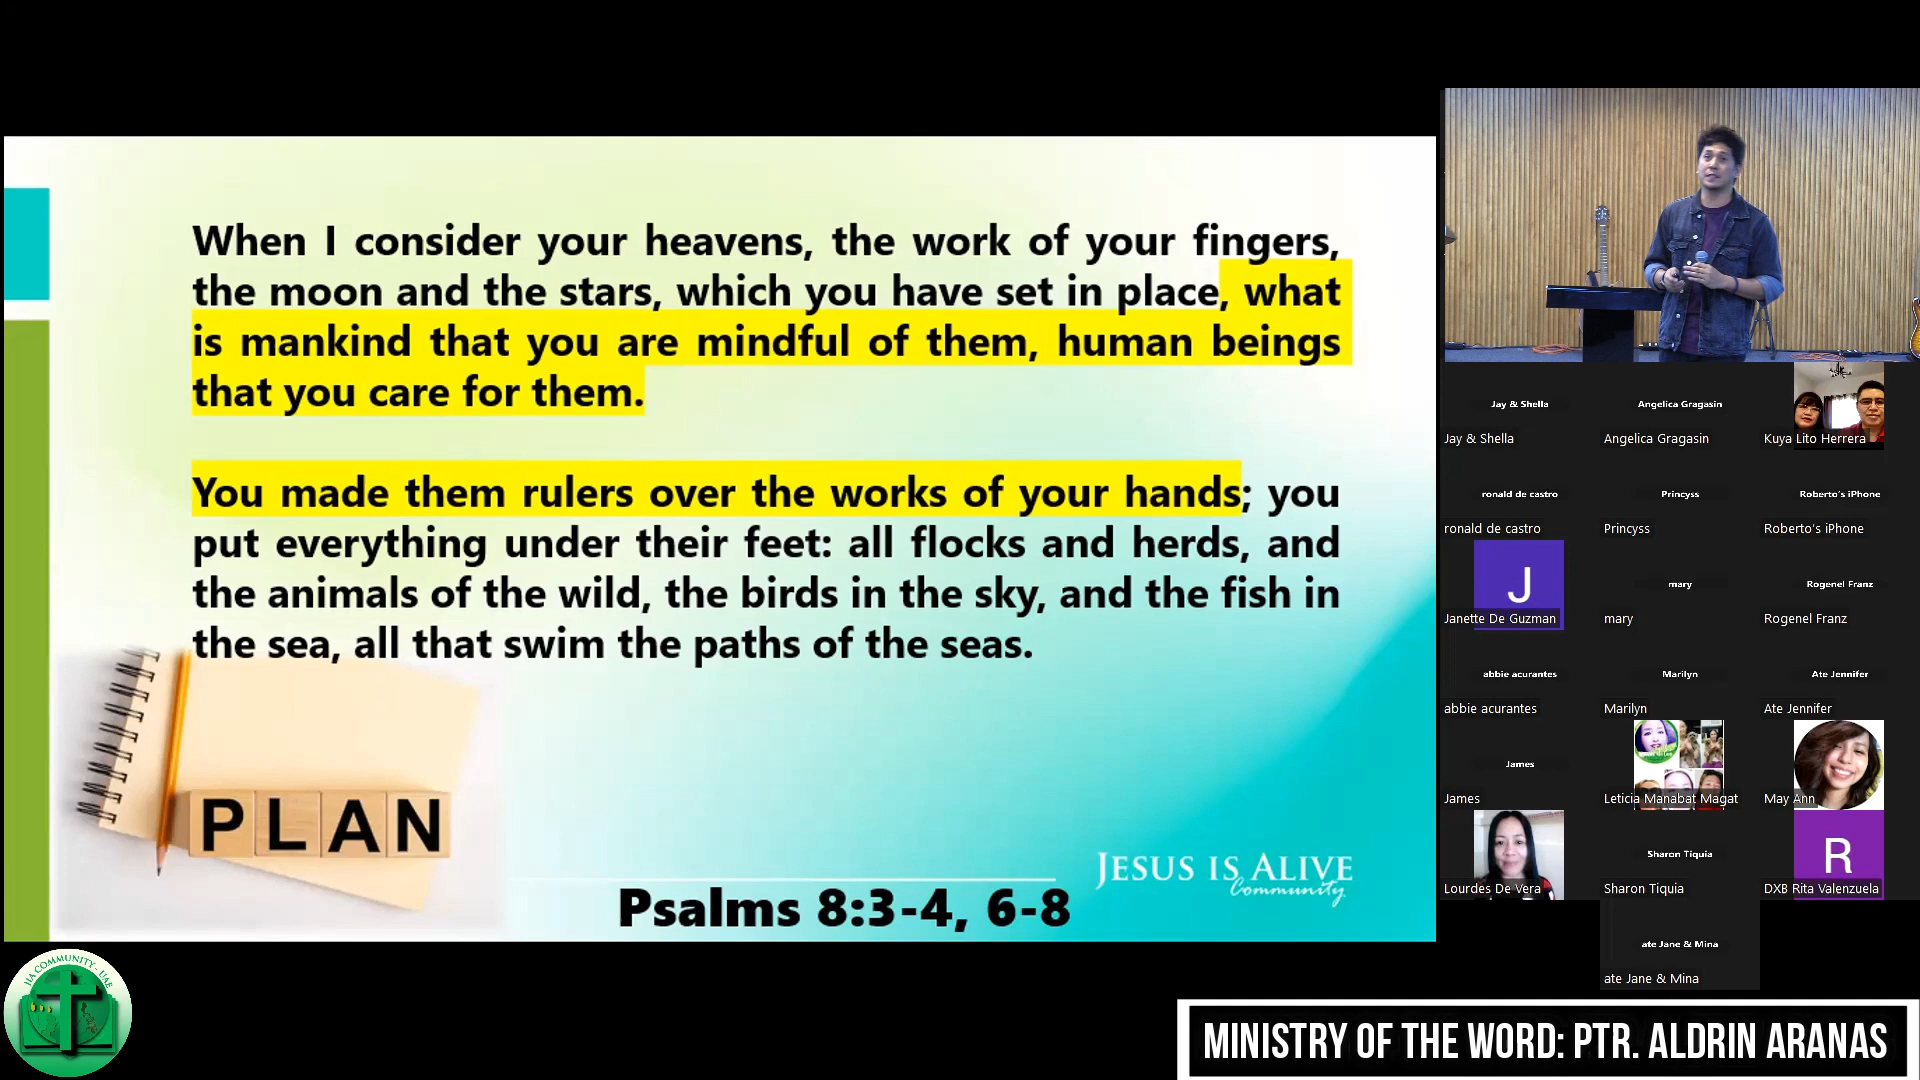 When I consider your heavens, the work of your fingers,
the moon and the stars, which you have set in place, what
is mankind that you are mindful of them, human beings
that you care for them.
You made them rulers over the works of your hands; you
put everything under their feet: all flocks and herds, and
the animals of the wild, the birds in the sky, and the fish in
the sea, all that swim the paths of the seas.
PLAN
JESUS IS ALIVE
Community
Psalms 8:3-4, 6-8
Jay & Shella
Angelica Gragasin
Jay & Shella
Angelica Gragasin
Kuya Lito Herrera
ronald de castro
Princyss
Roberto's iPhone
ronald de castro
Princyss
Roberto's iPhone
J
mary
Rogenel Franz
Janette De Guzman
mary
Rogenel Franz
abbie acurantes
Marilyn
Ate Jennifer
abbie acurantes
Marilyn
Ate Jennifer
James
James
Leticia Manabat Magat
May Ann
Sharon Tiquia
R
Lourdes De Vera
Sharon Tiquia
DXB Rita Valenzuela
ate Jane & Mina
ate Jane & Mina
JIA COMMUNITY - UAE
MINISTRY OF THE WORD: PTR. ALDRIN ARANAS